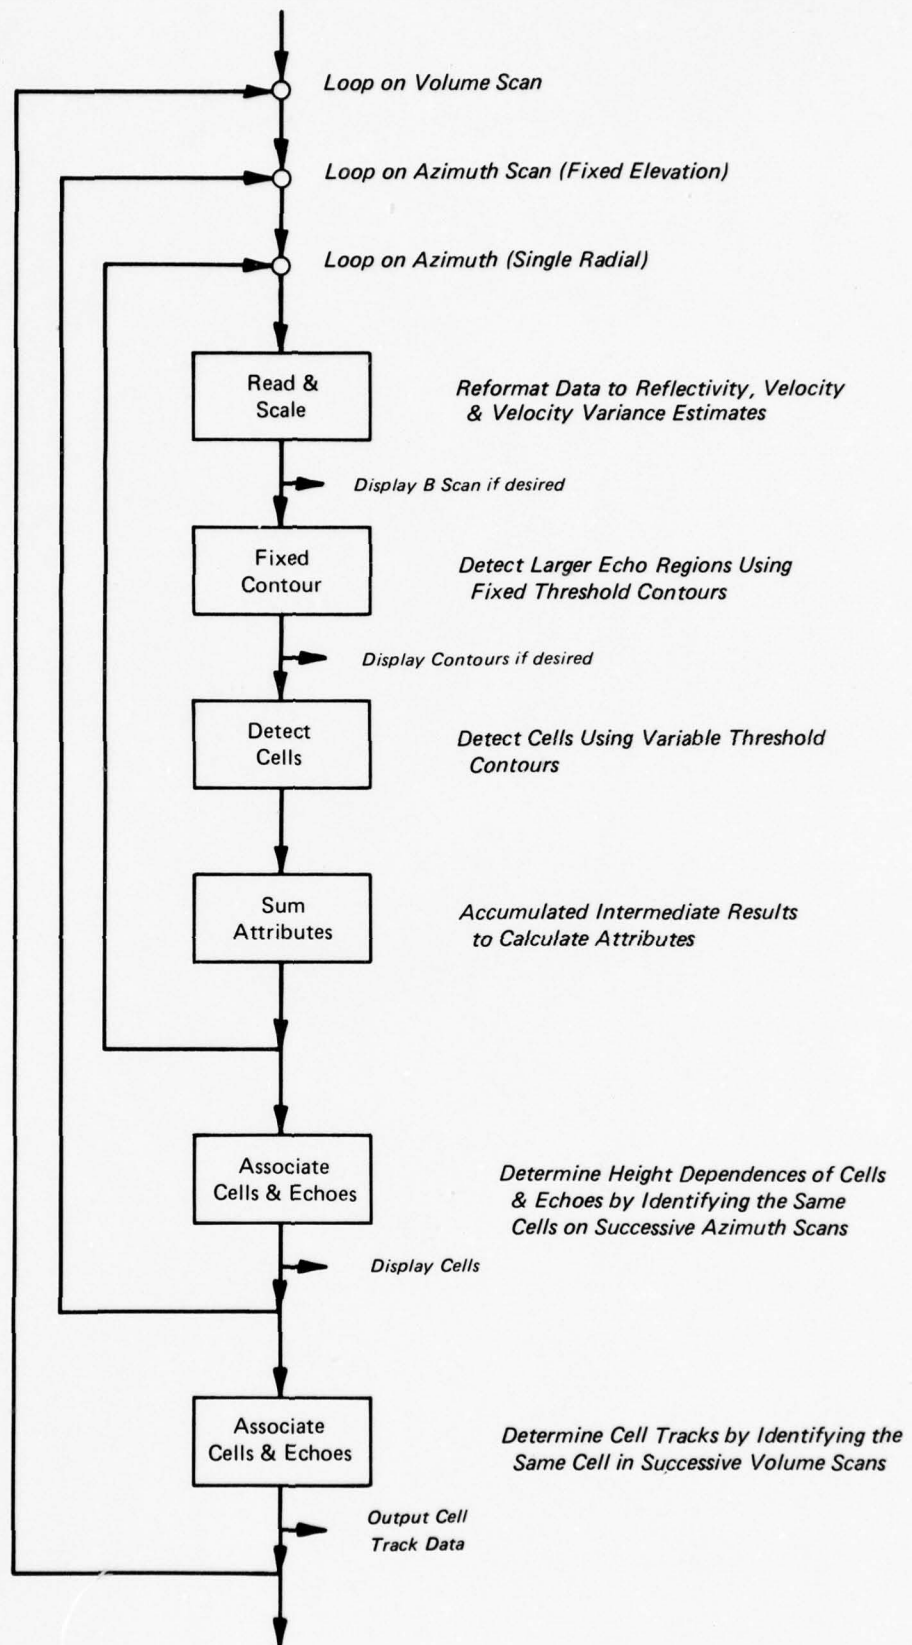 Loop on Volume Scan
Loop on Azimuth Scan (Fixed Elevation)
Loop on Azimuth (Single Radial)
Read &
Scale
Reformat Data to Reflectivity, Velocity
& Velocity Variance Estimates
Display B Scan if desired
Fixed
Contour
Detect Larger Echo Regions Using
Fixed Threshold Contours
Display Contours if desired
Detect
Cells
Detect Cells Using Variable Threshold
Contours
Sum
Attributes
Accumulated Intermediate Results
to Calculate Attributes
Associate
Cells & Echoes
Determine Height Dependences of Cells
& Echoes by Identifying the Same
Cells on Successive Azimuth Scans
Display Cells
Associate
Cells & Echoes
Determine Cell Tracks by Identifying the
Same Cell in Successive Volume Scans
Output Cell
Track Data